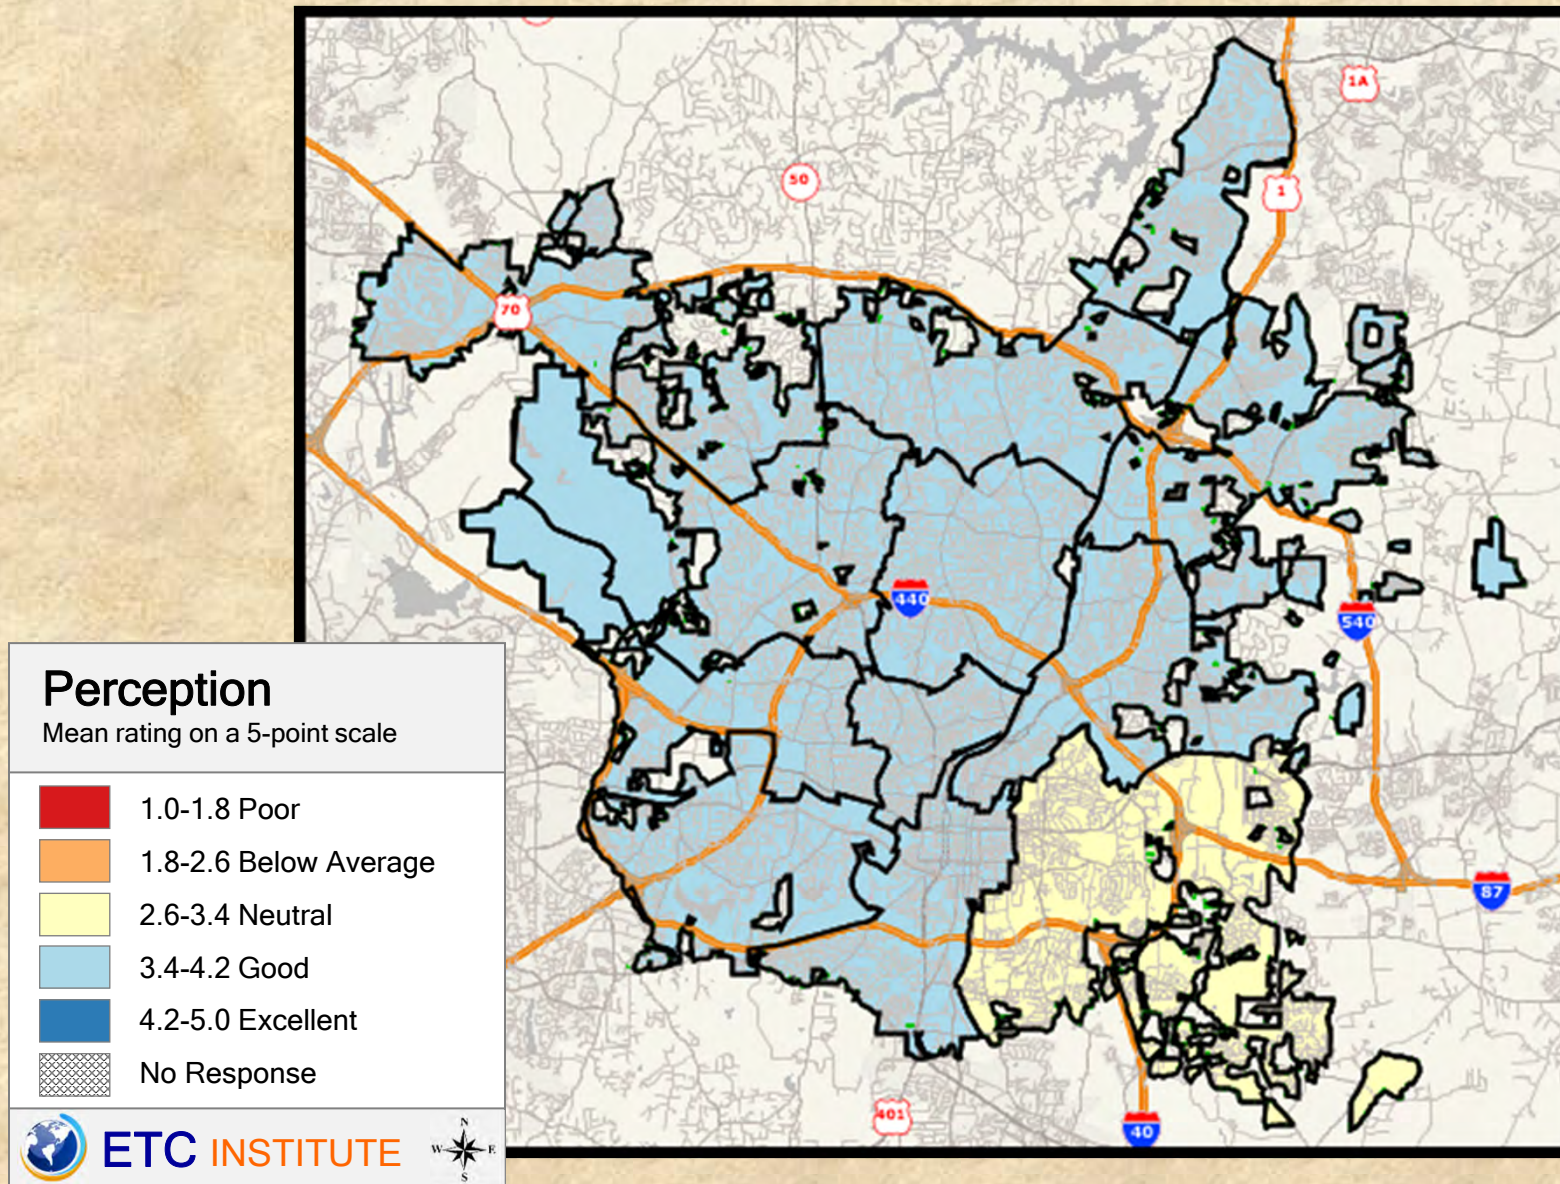 1A
50
1
70
440
540
87
401
40
Perception
Mean rating on a 5-point scale
1.0-1.8 Poor
1.8-2.6 Below Average
2.6-3.4 Neutral
3.4-4.2 Good
4.2-5.0 Excellent
No Response
ETC INSTITUTE
N
W E
S